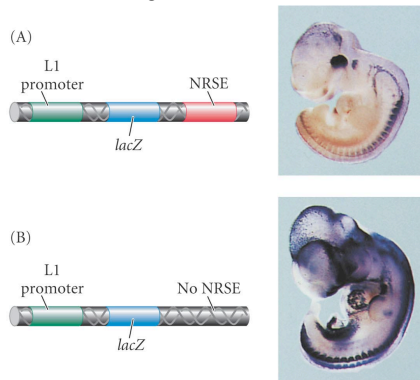 (A)
L1
promoter
NRSE
lacZ
(B)
L1
promoter
No NRSE
lacZ